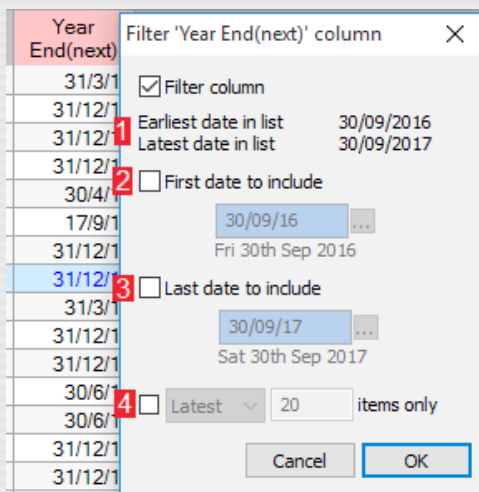 Year
End(next)
31/3/1
31/12/1
31/12/1
31/12/1
30/4/1
17/9/1
31/12/1
31/12/1
31/3/1
31/12/1
31/12/1
30/6/1
30/6/1
31/12/1
31/12/1
Filter 'Year End(next)' column
Filter column
1 Earliest date in list 30/09/2016
Latest date in list 30/09/2017
2 First date to include
30/09/16 ...
Fri 30th Sep 2016
3 Last date to include
30/09/17 ...
Sat 30th Sep 2017
4 Latest 20 items only
Cancel OK